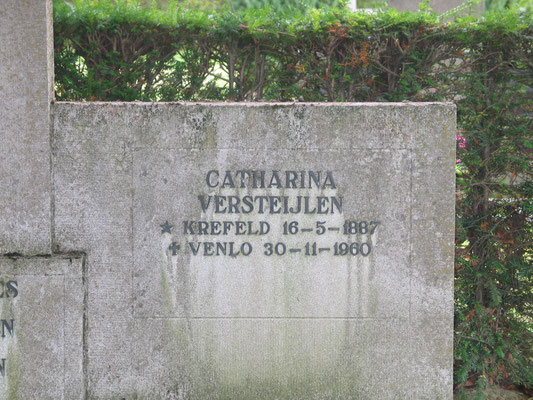 CATHARINA
VERSTEIJLEN
★ KREFELD 16-5-1887
✝ VENLO 30-11-1960